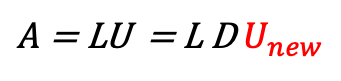 A = LU = L D U_new